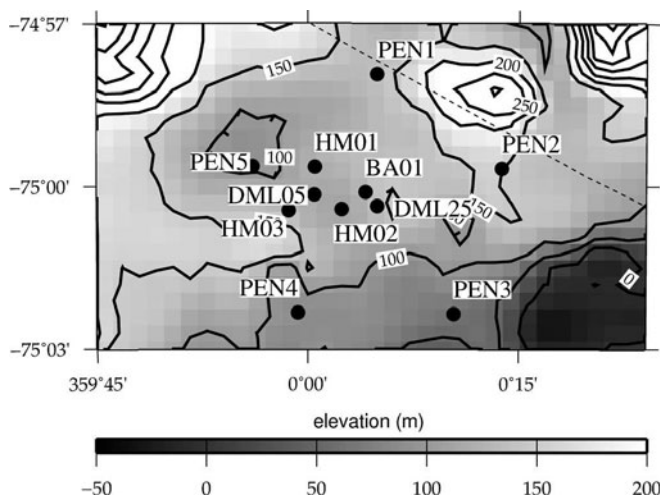 −74°57'
150
PEN1
200
250
PEN2
HM01
100
PEN5
BA01
−75°00'
DML05
DML25
150
HM03
HM02
100
PEN4
PEN3
0
−75°03'
359°45' 0°00' 0°15'
elevation (m)
−50 0 50 100 150 200